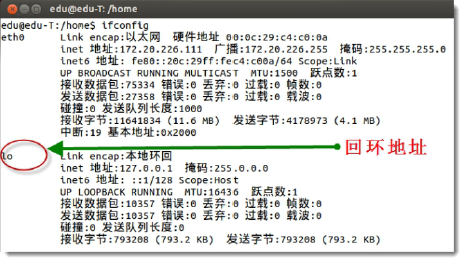 edu@edu-T: /home
edu@edu-T:/home$ ifconfig
eth0 Link encap:以太网 硬件地址 00:0c:29:c4:c0:0a
inet 地址:172.20.226.111 广播:172.20.226.255 掩码:255.255.255.0
inet6 地址: fe80::20c:29ff:fec4:c00a/64 Scope:Link
UP BROADCAST RUNNING MULTICAST MTU:1500 跃点数:1
接收数据包:75334 错误:0 丢弃:0 过载:0 帧数:0
发送数据包:27358 错误:0 丢弃:0 过载:0 载波:0
碰撞:0 发送队列长度:1000
接收字节:11641834 (11.6 MB) 发送字节:4178973 (4.1 MB)
中断:19 基本地址:0x2000
回环地址
lo Link encap:本地环回
inet 地址:127.0.0.1 掩码:255.0.0.0
inet6 地址: ::1/128 Scope:Host
UP LOOPBACK RUNNING MTU:16436 跃点数:1
接收数据包:10357 错误:0 丢弃:0 过载:0 帧数:0
发送数据包:10357 错误:0 丢弃:0 过载:0 载波:0
碰撞:0 发送队列长度:0
接收字节:793208 (793.2 KB) 发送字节:793208 (793.2 KB)